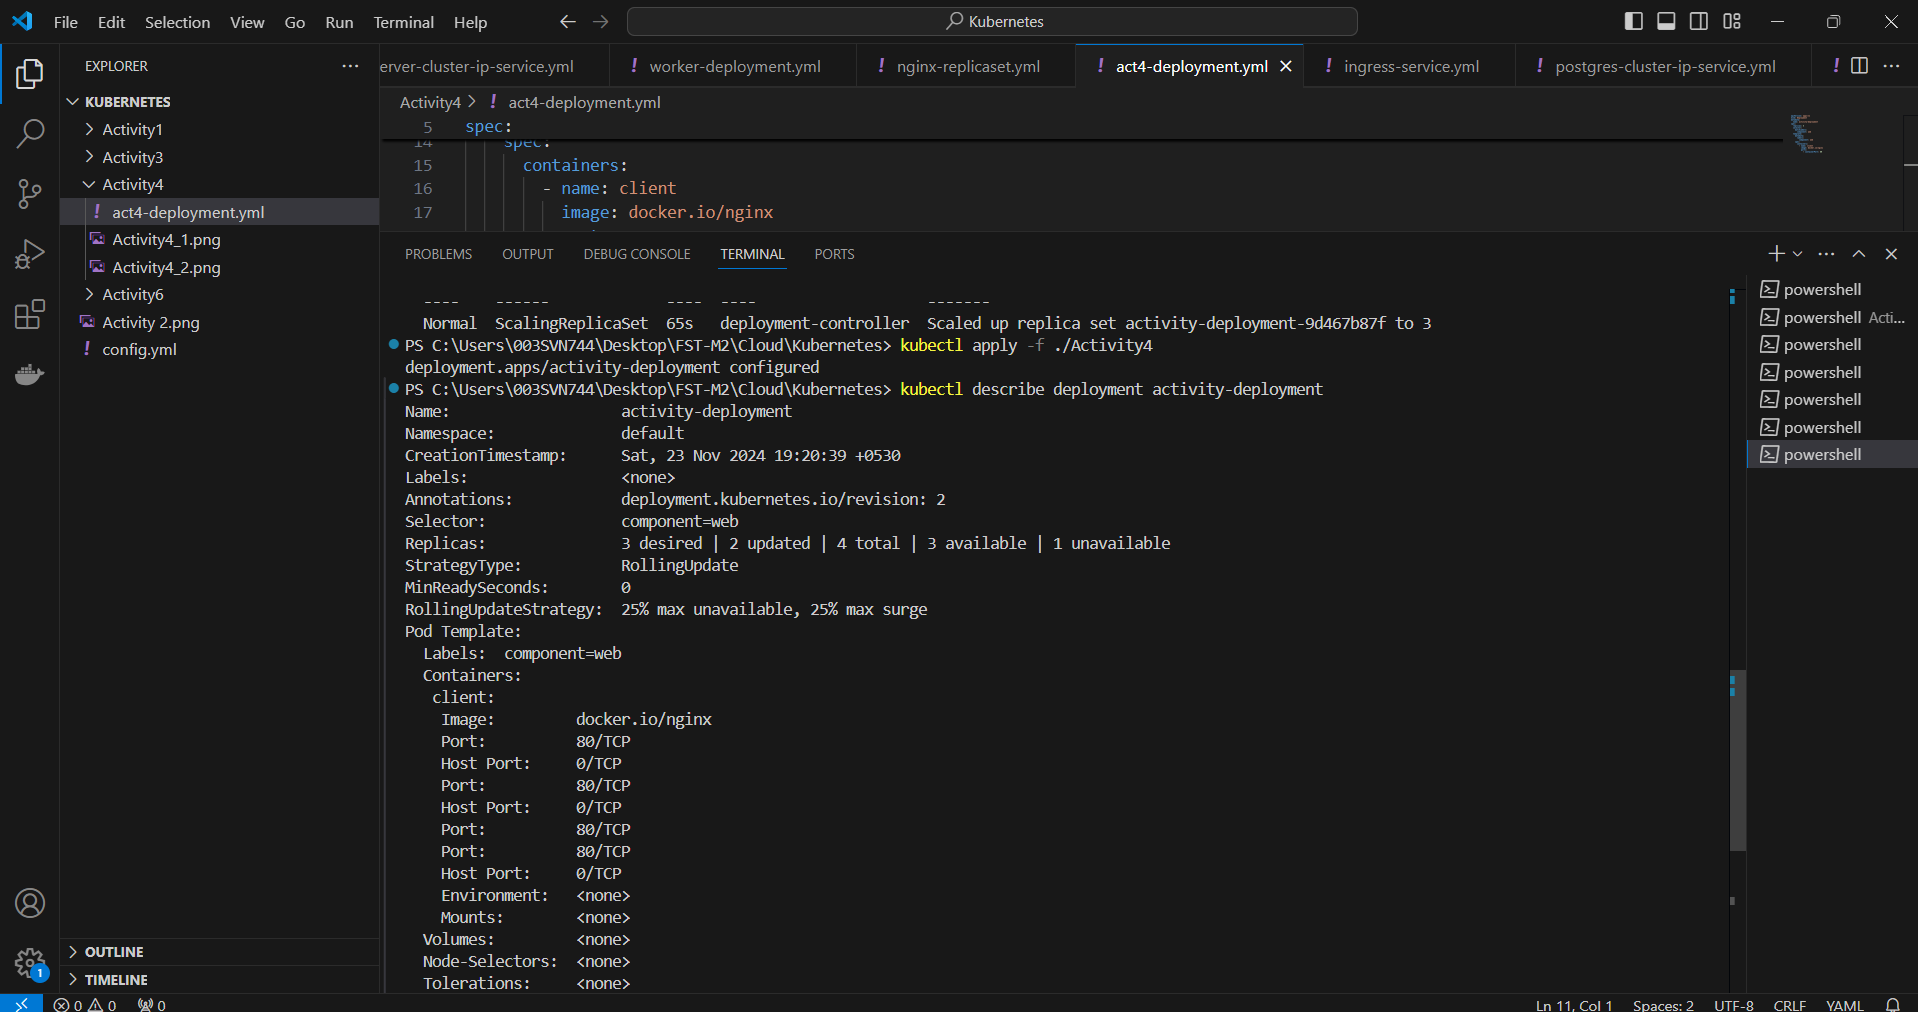 File Edit Selection View Go Run Terminal Help
Kubernetes
EXPLORER
KUBERNETES
Activity1
Activity3
Activity4
act4-deployment.yml
Activity4_1.png
Activity4_2.png
Activity6
Activity 2.png
config.yml
OUTLINE
TIMELINE
erver-cluster-ip-service.yml ! worker-deployment.yml ! nginx-replicaset.yml ! act4-deployment.yml ! ingress-service.yml ! postgres-cluster-ip-service.yml !
Activity4 > ! act4-deployment.yml
5 spec:
14 spec:
15 containers:
16 - name: client
17 image: docker.io/nginx
PROBLEMS OUTPUT DEBUG CONSOLE TERMINAL PORTS
---- ------ ---- ---- -------
Normal ScalingReplicaSet 65s deployment-controller Scaled up replica set activity-deployment-9d467b87f to 3
PS C:\Users\003SVN744\Desktop\FST-M2\Cloud\Kubernetes> kubectl apply -f ./Activity4
deployment.apps/activity-deployment configured
PS C:\Users\003SVN744\Desktop\FST-M2\Cloud\Kubernetes> kubectl describe deployment activity-deployment
Name: activity-deployment
Namespace: default
CreationTimestamp: Sat, 23 Nov 2024 19:20:39 +0530
Labels: <none>
Annotations: deployment.kubernetes.io/revision: 2
Selector: component=web
Replicas: 3 desired | 2 updated | 4 total | 3 available | 1 unavailable
StrategyType: RollingUpdate
MinReadySeconds: 0
RollingUpdateStrategy: 25% max unavailable, 25% max surge
Pod Template:
Labels: component=web
Containers:
client:
Image: docker.io/nginx
Port: 80/TCP
Host Port: 0/TCP
Port: 80/TCP
Host Port: 0/TCP
Port: 80/TCP
Port: 80/TCP
Host Port: 0/TCP
Environment: <none>
Mounts: <none>
Volumes: <none>
Node-Selectors: <none>
Tolerations: <none>
powershell
powershell Acti...
powershell
powershell
powershell
powershell
powershell
1
0 0 0
Ln 11, Col 1 Spaces: 2 UTF-8 CRLF YAML